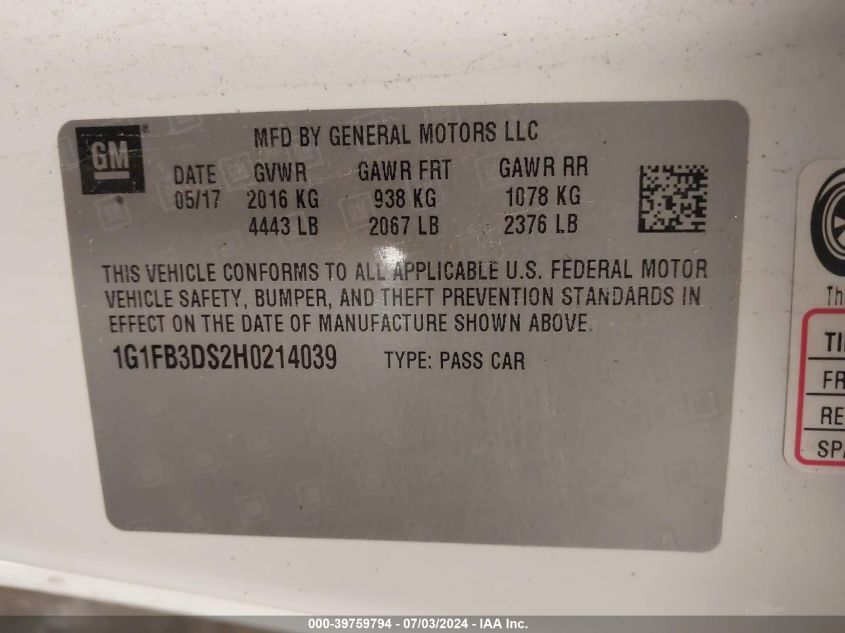 GM
MFD BY GENERAL MOTORS LLC
DATE GVWR GAWR FRT GAWR RR
05/17 2016 KG 938 KG 1078 KG
4443 LB 2067 LB 2376 LB
THIS VEHICLE CONFORMS TO ALL APPLICABLE U.S. FEDERAL MOTOR
VEHICLE SAFETY, BUMPER, AND THEFT PREVENTION STANDARDS IN
EFFECT ON THE DATE OF MANUFACTURE SHOWN ABOVE.
1G1FB3DS2H0214039 TYPE: PASS CAR
000-39759794 - 07/03/2024 - IAA Inc.